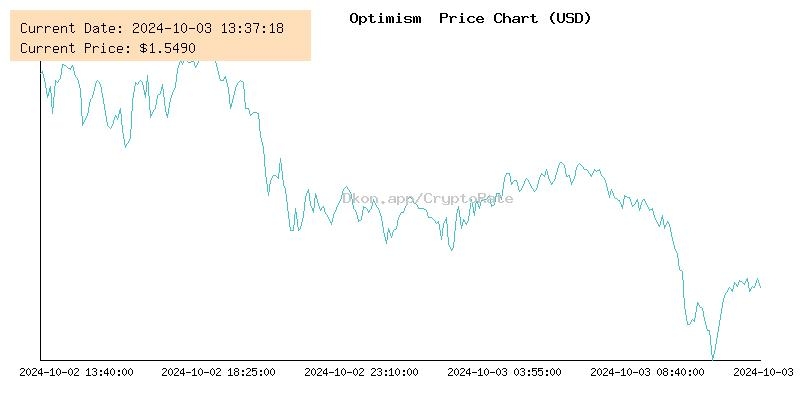 Optimism  Price Chart (USD)
Current Date: 2024-10-03 13:37:18
Current Price: $1.5490
Dkop.app/CryptoRate
2024-10-02 13:40:00
2024-10-02 18:25:00
2024-10-02 23:10:00
2024-10-03 03:55:00
2024-10-03 08:40:00
2024-10-03